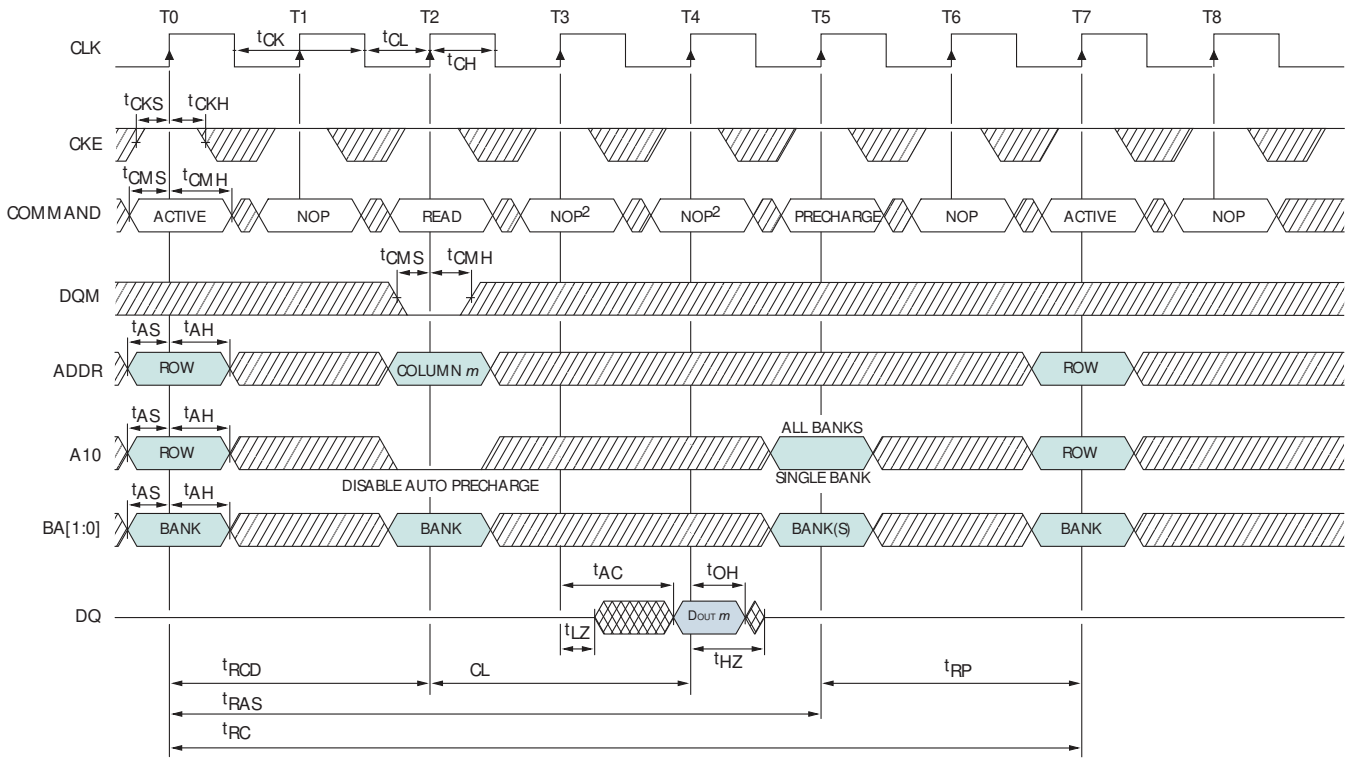 T0 T1 T2 T3 T4 T5 T6 T7 T8
CLK
tCK tCL
tCH
tCKS tCKH
CKE
tCMS tCMH
COMMAND ACTIVE NOP READ NOP2 NOP2 PRECHARGE NOP ACTIVE NOP
tCMS tCMH
DQM
tAS tAH
ADDR ROW COLUMN m ROW
tAS tAH
ALL BANKS
A10 ROW ROW
DISABLE AUTO PRECHARGE SINGLE BANK
tAS tAH
BA[1:0] BANK BANK BANK(S) BANK
tAC tOH
DQ DOUT m
tLZ tHZ
tRCD CL tRP
tRAS
tRC